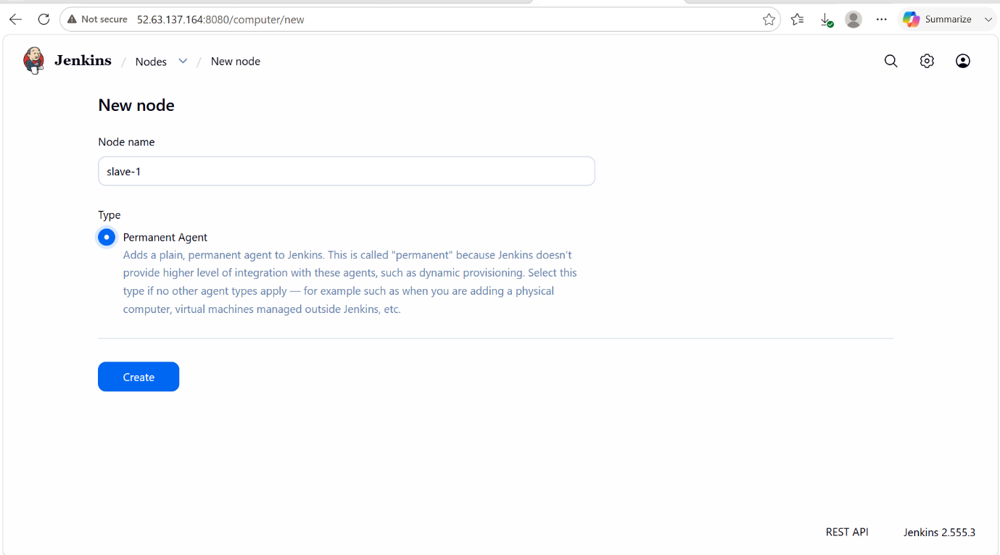 Not secure 52.63.137.164:8080/computer/new Summarize
Jenkins / Nodes / New node
New node
Node name
slave-1
Type
Permanent Agent
Adds a plain, permanent agent to Jenkins. This is called "permanent" because Jenkins doesn't
provide higher level of integration with these agents, such as dynamic provisioning. Select this
type if no other agent types apply — for example such as when you are adding a physical
computer, virtual machines managed outside Jenkins, etc.
Create
REST API Jenkins 2.555.3